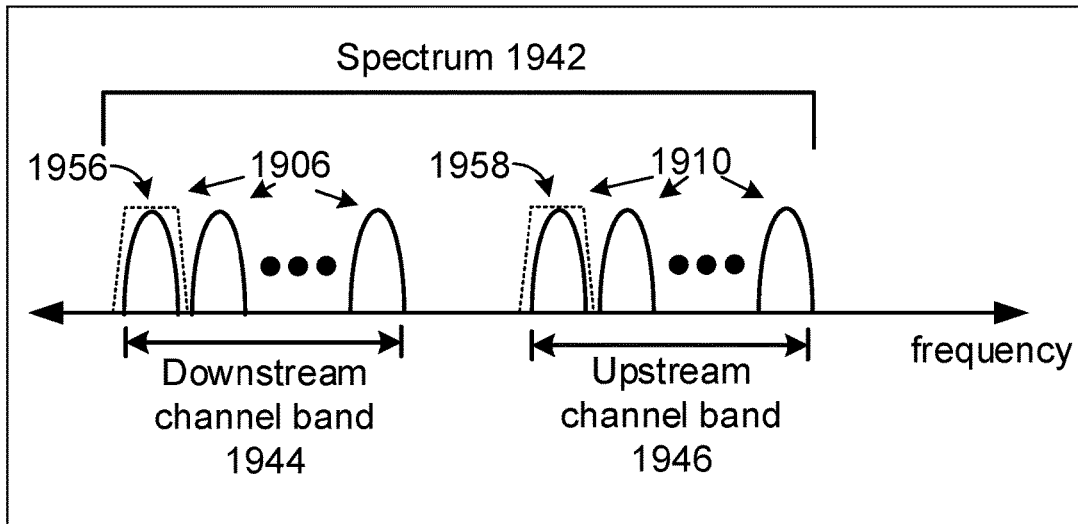 Spectrum 1942
1956
1906
1958
1910
frequency
Downstream
channel band
1944
Upstream
channel band
1946